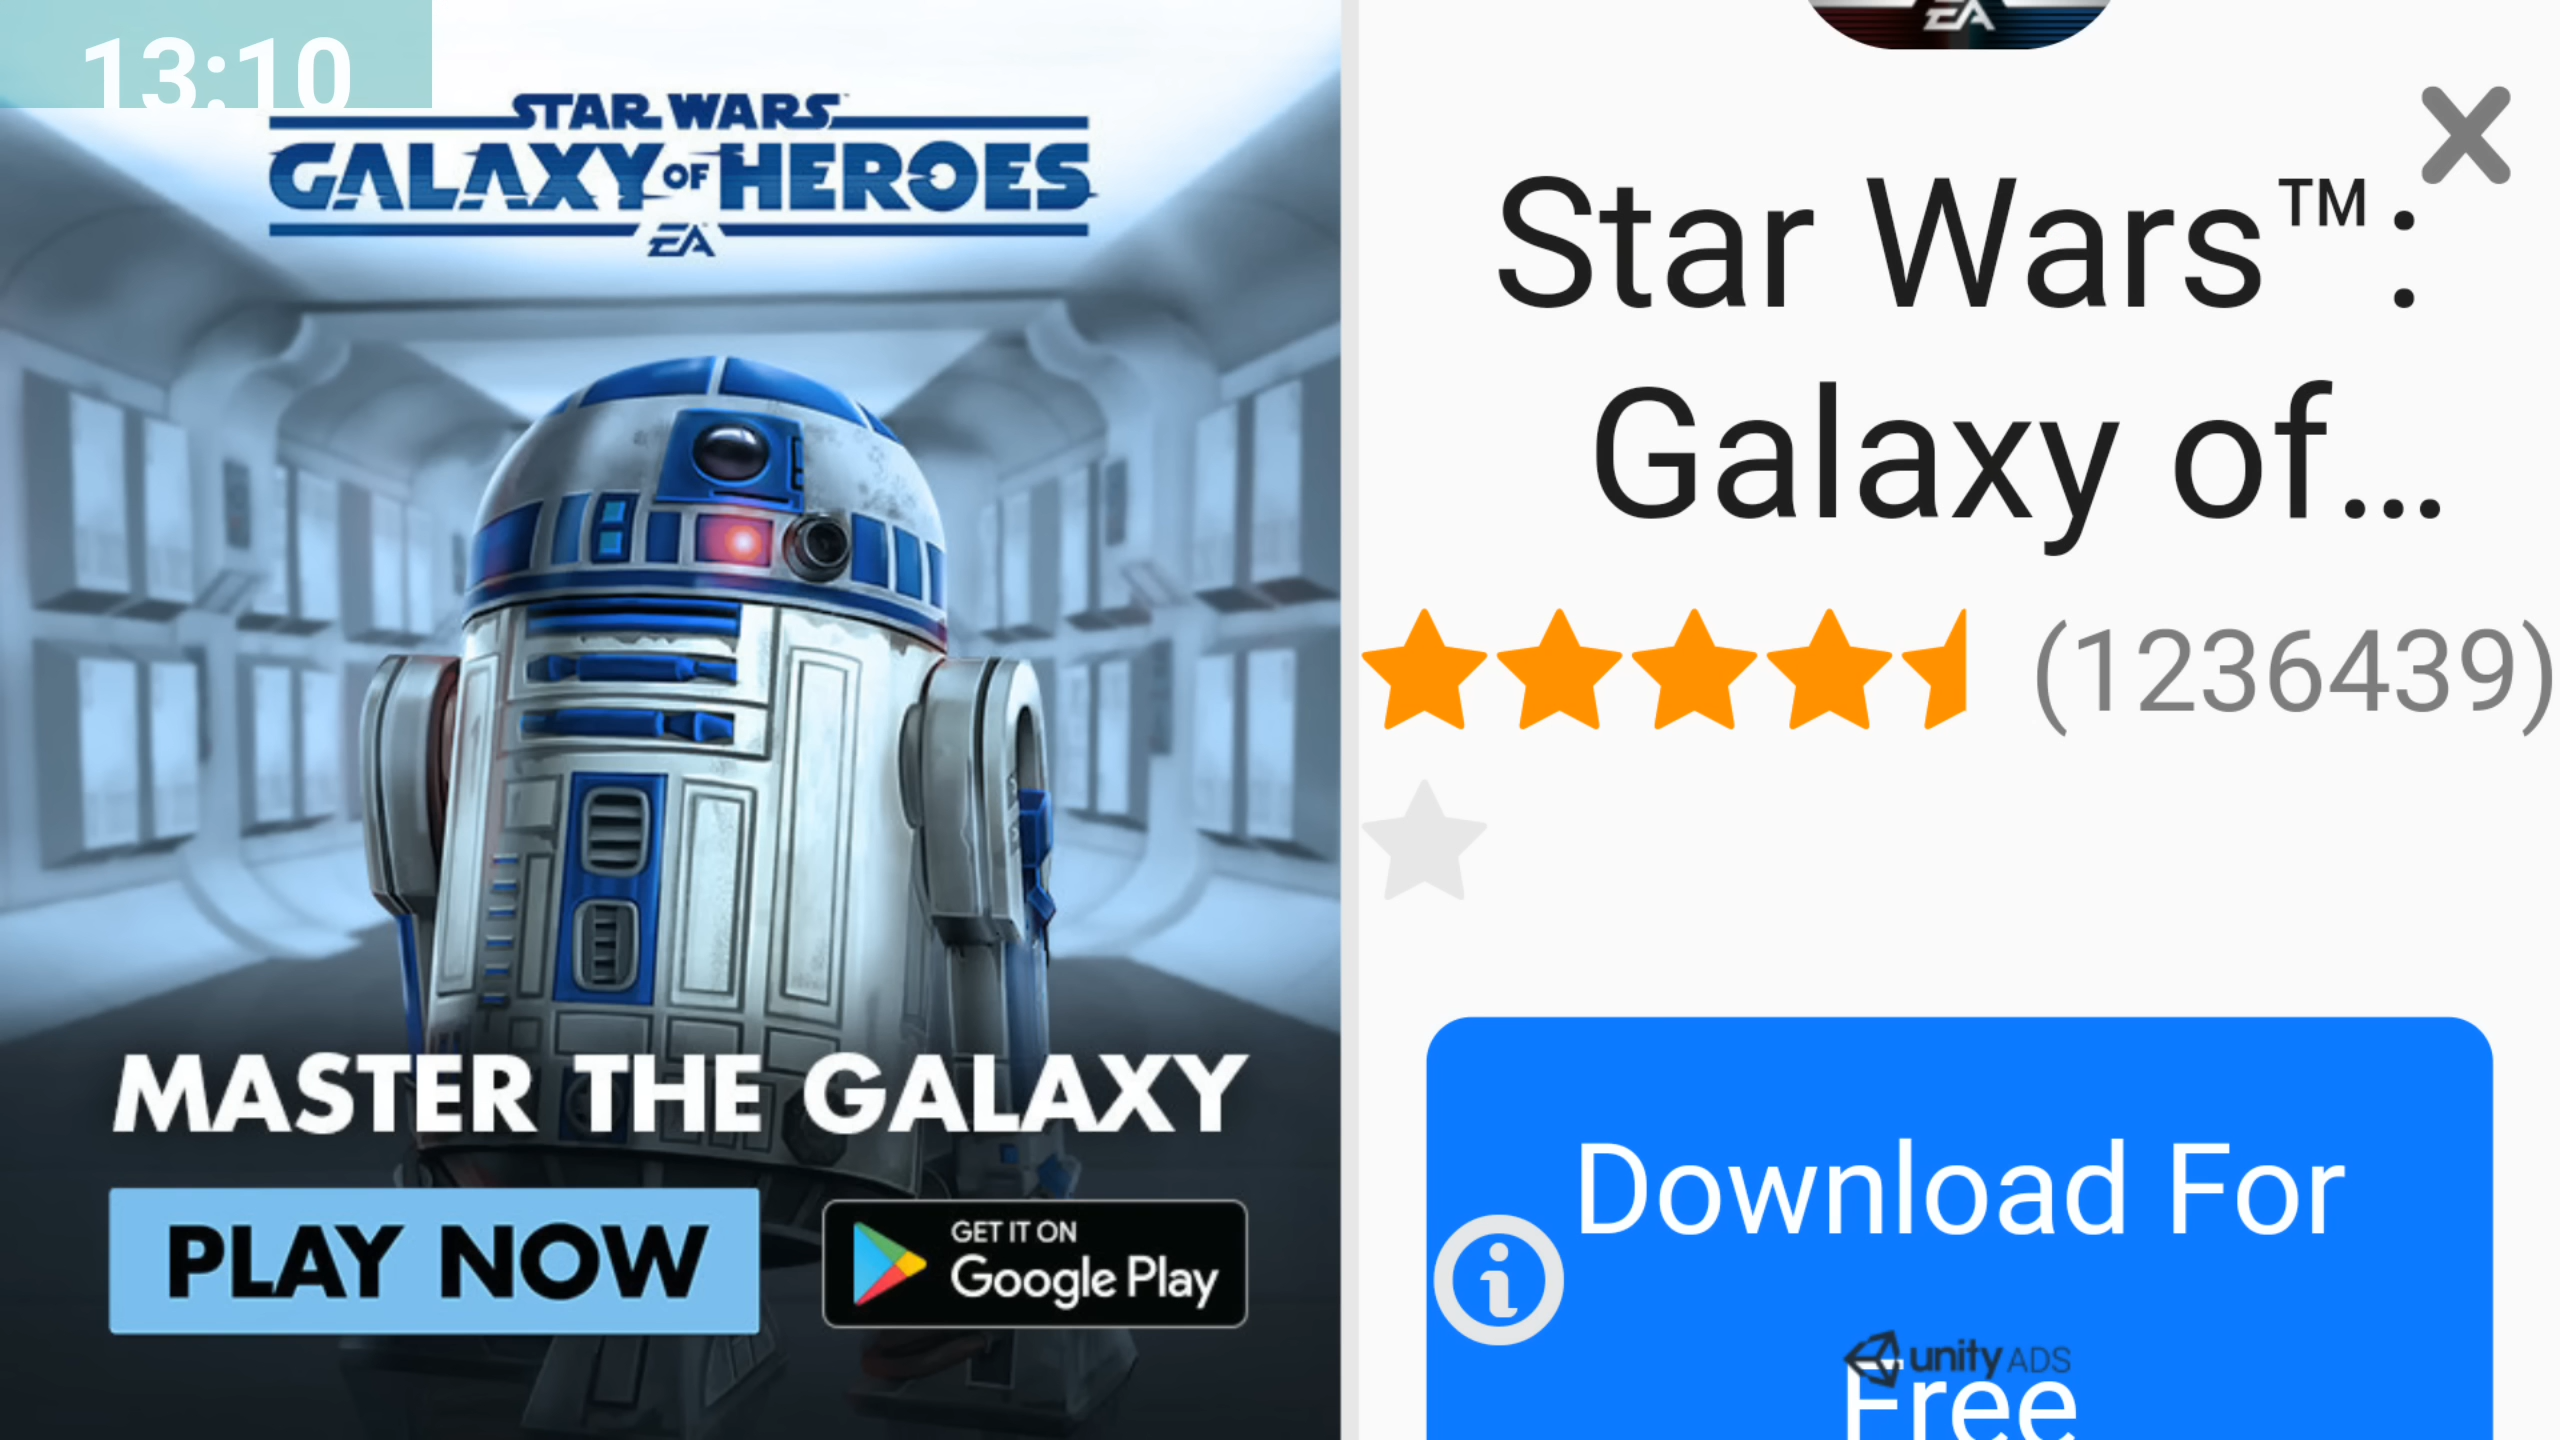 13:10
STAR WARS
GALAXY OF HEROES
EA
MASTER THE GALAXY
PLAY NOW
GET IT ON
Google Play
EA
Star Wars™:
Galaxy of…
(1236439)
Download For
Free
unity ADS